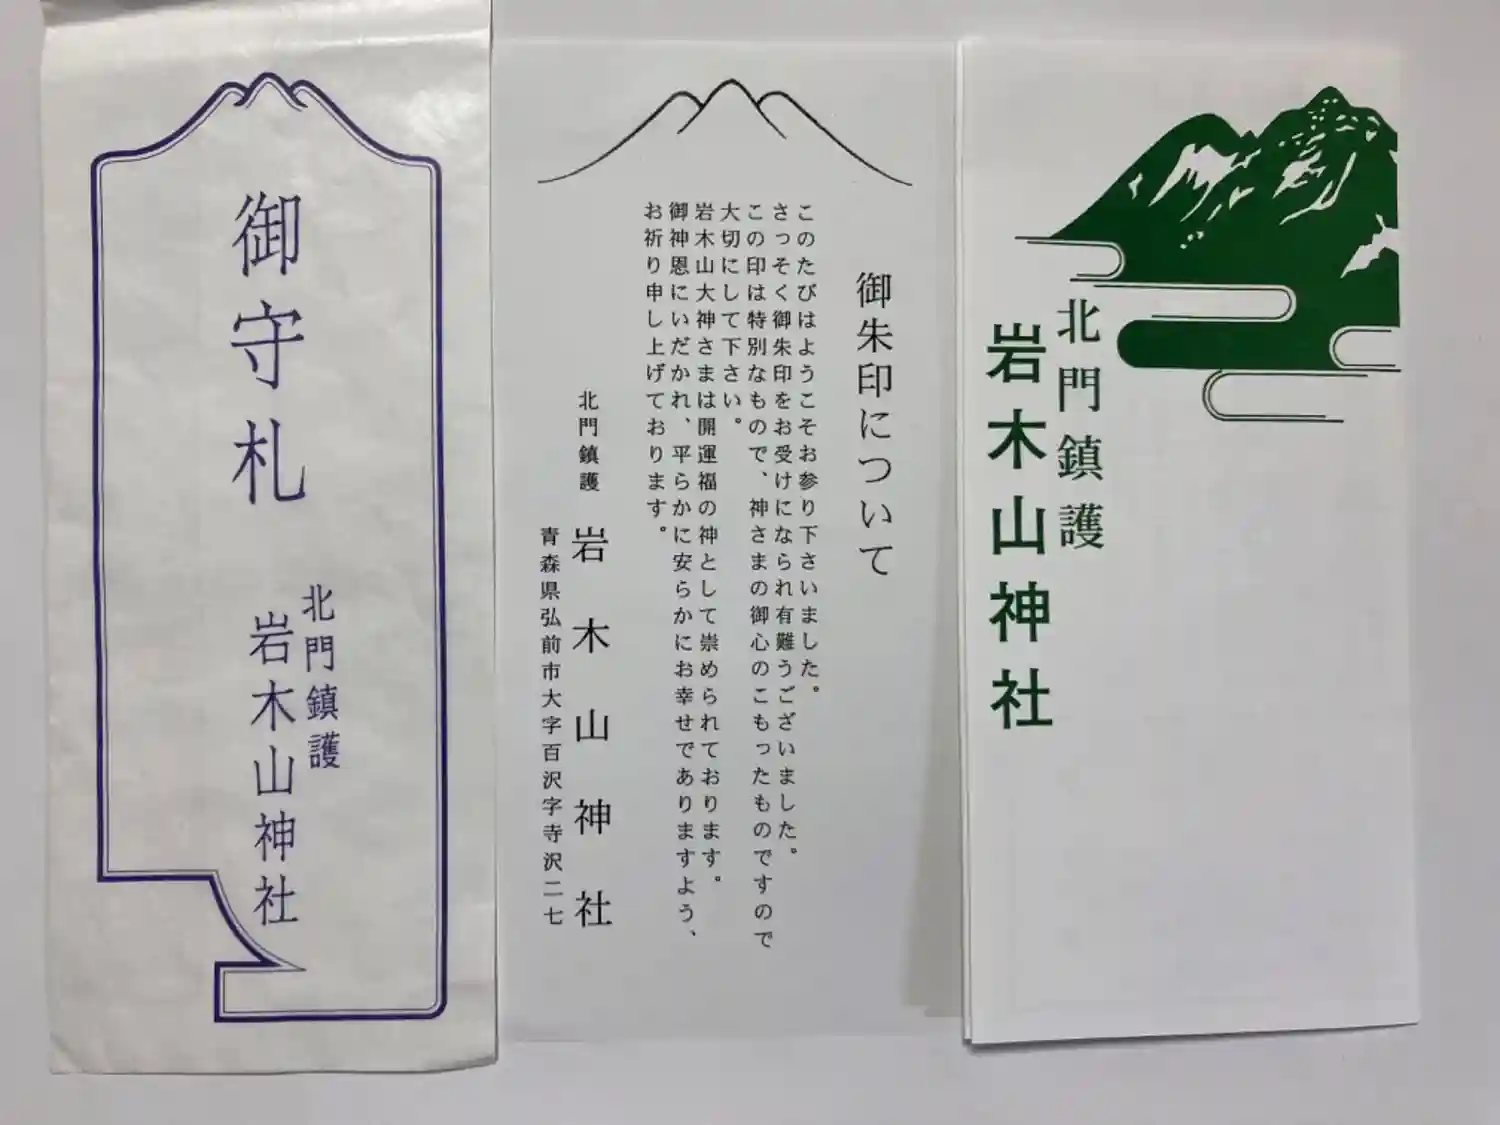 御守札
北門鎮護
岩木山神社
御朱印について
このたびはようこそお参り下さいました。
さっそく御朱印をお受けになられ有難うございました。
この印は特別なもので、神さまの御心のこもったものですので
大切にして下さい。
岩木山大神さまは開運福の神として崇められております。
御神恩にいだかれ、平らかに安らかにお幸せでありますよう、
お祈り申し上げております。
北門鎮護 岩木山神社
青森県弘前市大字百沢字寺沢二七
北門鎮護
岩木山神社